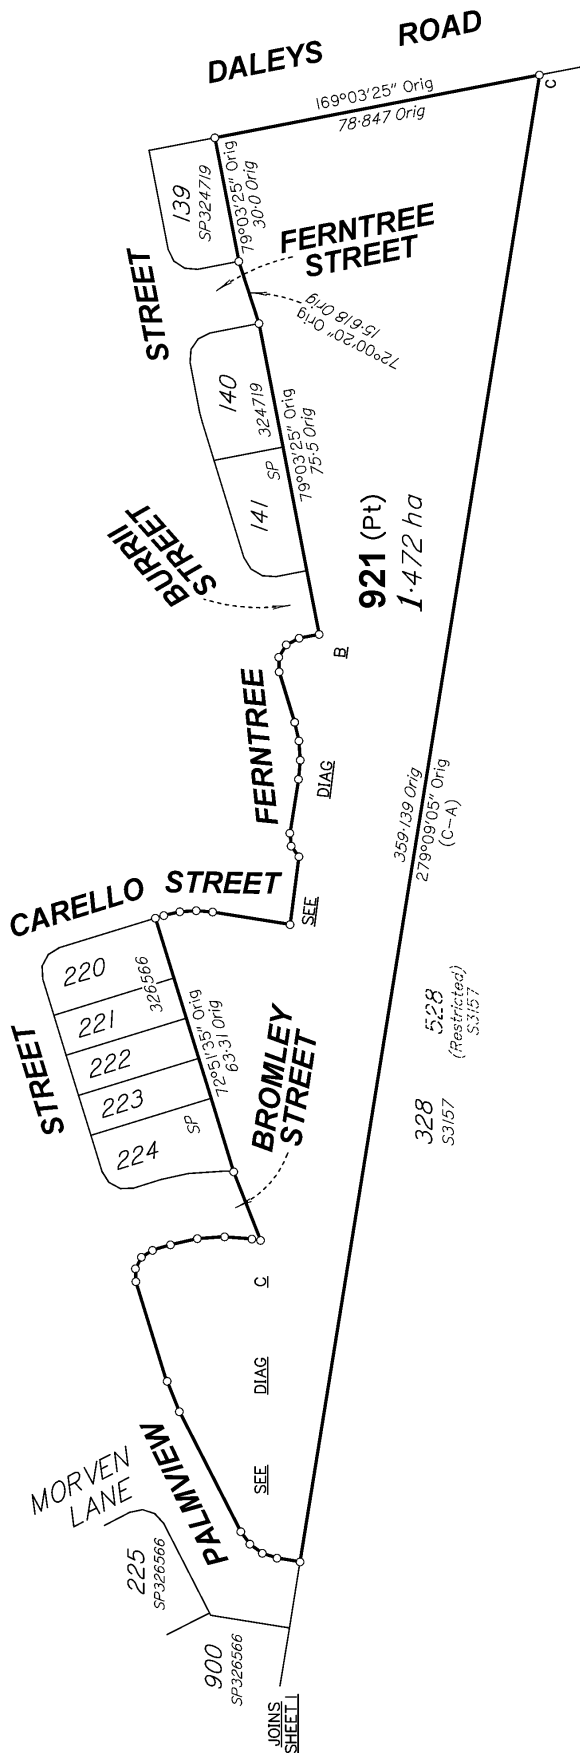 DALEYS ROAD
169°03'25" Orig
78·847 Orig
C
139
SP324719
79°03'25" Orig
30·0 Orig
FERNTREE
STREET
STREET
72°00'20" Orig
15·618 Orig
140
324719
79°03'25" Orig
75·5 Orig
SP
141
921 (Pt)
1·472 ha
BURRII
STREET
B
FERNTREE
DIAG
359·139 Orig
279°09'05" Orig
(C-A)
CARELLO STREET
SEE
220
326566
221
222
223
224
SP
72°51'35" Orig
63·31 Orig
STREET
BROMLEY
STREET
528
(Restricted)
S3157
328
S3157
C
DIAG
SEE
PALMVIEW
MORVEN
LANE
225
SP326566
900
SP326566
JOINS
SHEET 1